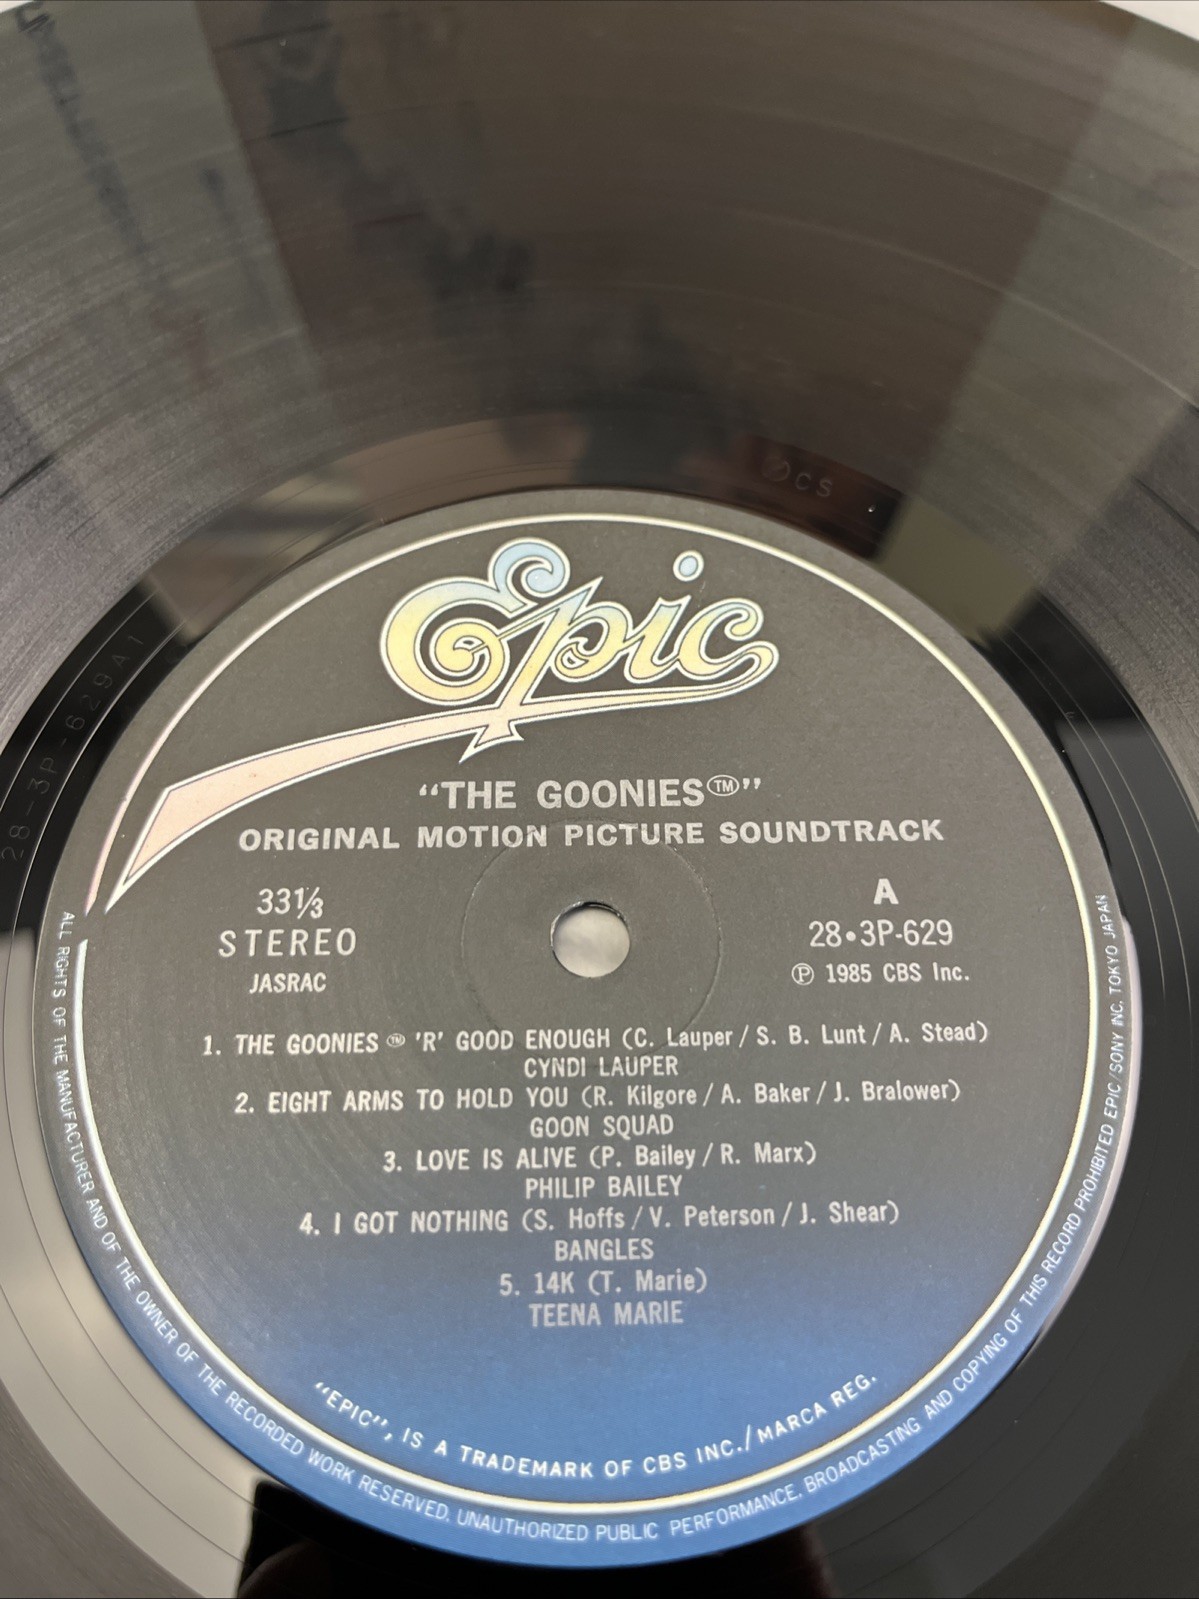 Epic
“THE GOONIES™”
ORIGINAL MOTION PICTURE SOUNDTRACK
33⅓
STEREO
JASRAC
A
28•3P-629
Ⓟ 1985 CBS Inc.
1. THE GOONIES™ 'R' GOOD ENOUGH (C. Lauper / S. B. Lunt / A. Stead)
CYNDI LAUPER
2. EIGHT ARMS TO HOLD YOU (R. Kilgore / A. Baker / J. Bralower)
GOON SQUAD
3. LOVE IS ALIVE (P. Bailey / R. Marx)
PHILIP BAILEY
4. I GOT NOTHING (S. Hoffs / V. Peterson / J. Shear)
BANGLES
5. 14K (T. Marie)
TEENA MARIE
“EPIC”, IS A TRADEMARK OF CBS INC./MARCA REG.
ALL RIGHTS OF THE MANUFACTURER AND OF THE OWNER OF THE RECORDED WORK RESERVED. UNAUTHORIZED PUBLIC PERFORMANCE, BROADCASTING AND COPYING OF THIS RECORD PROHIBITED EPIC/SONY INC. TOKYO JAPAN
28-3P-629A1